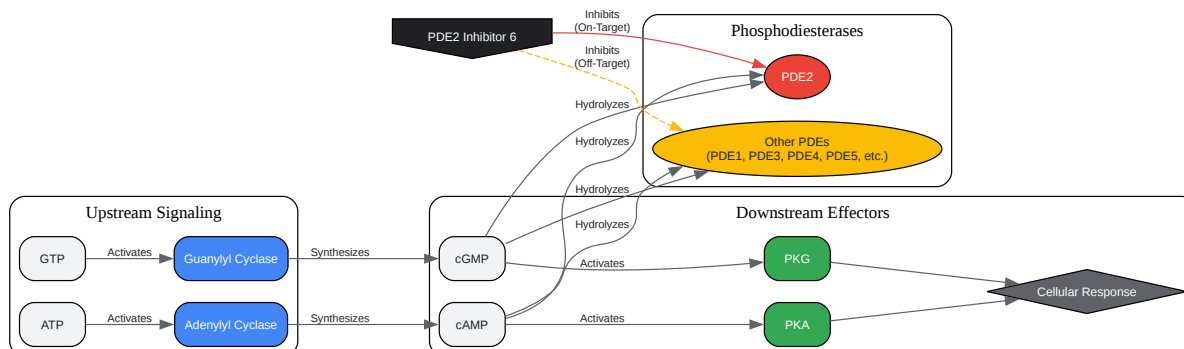 Inhibits
(On-Target)
PDE2 Inhibitor 6
Phosphodiesterases
Inhibits
(Off-Target)
PDE2
Hydrolyzes
Hydrolyzes
Other PDEs
(PDE1, PDE3, PDE4, PDE5, etc.)
Hydrolyzes
Upstream Signaling
Downstream Effectors
Hydrolyzes
GTP
Activates
Guanylyl Cyclase
Synthesizes
cGMP
Activates
PKG
Cellular Response
ATP
Activates
Adenylyl Cyclase
Synthesizes
cAMP
Activates
PKA